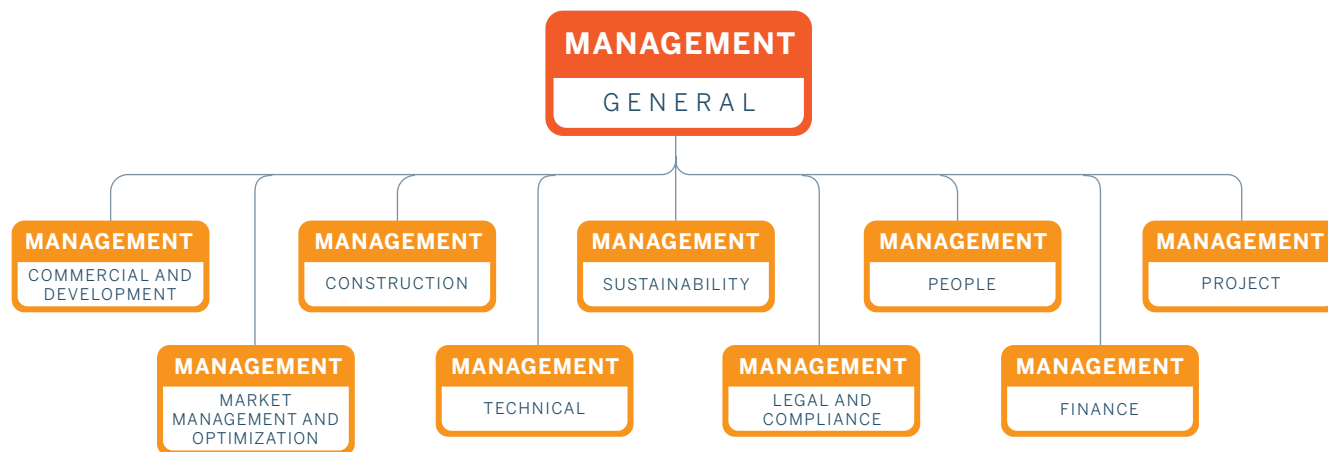 MANAGEMENT
GENERAL
MANAGEMENT
COMMERCIAL AND
DEVELOPMENT
MANAGEMENT
CONSTRUCTION
MANAGEMENT
SUSTAINABILITY
MANAGEMENT
PEOPLE
MANAGEMENT
PROJECT
MANAGEMENT
MARKET
MANAGEMENT AND
OPTIMIZATION
MANAGEMENT
TECHNICAL
MANAGEMENT
LEGAL AND
COMPLIANCE
MANAGEMENT
FINANCE